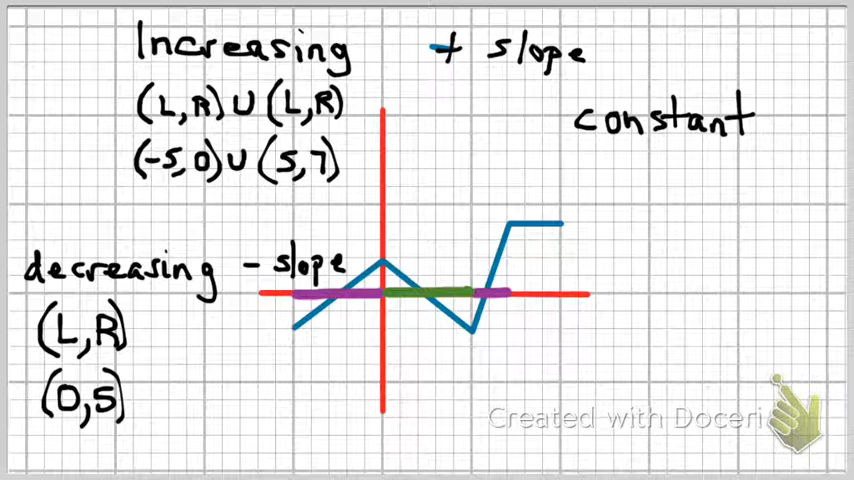 Increasing
+ slope
(L,R) U (L,R)
constant
(-5,0) U (5,7)
decreasing - slope
(L,R)
(0,5)
Created with Doceri